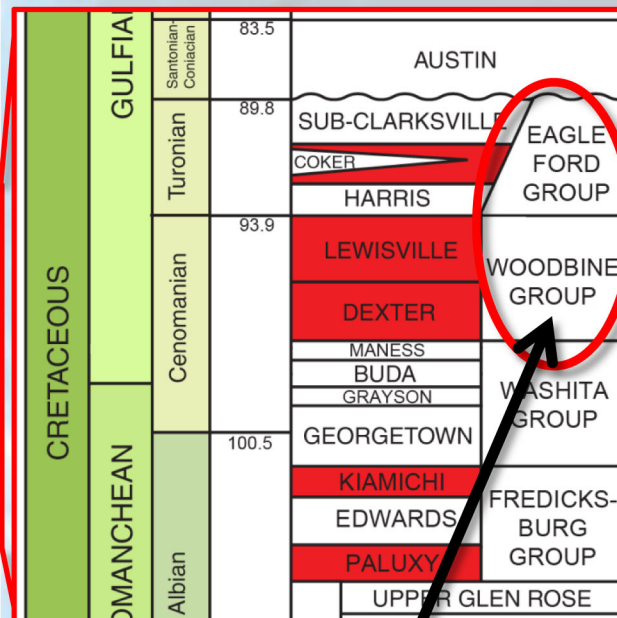 CRETACEOUS
GULFIA
OMANCHEAN
Santonian-
Coniacian
Turonian
Cenomanian
Albian
83.5
89.8
93.9
100.5
AUSTIN
SUB-CLARKSVILLE
COKER
HARRIS
LEWISVILLE
DEXTER
MANESS
BUDA
GRAYSON
GEORGETOWN
KIAMICHI
EDWARDS
PALUXY
UPPER GLEN ROSE
EAGLE
FORD
GROUP
WOODBINE
GROUP
WASHITA
GROUP
FREDICKS-
BURG
GROUP